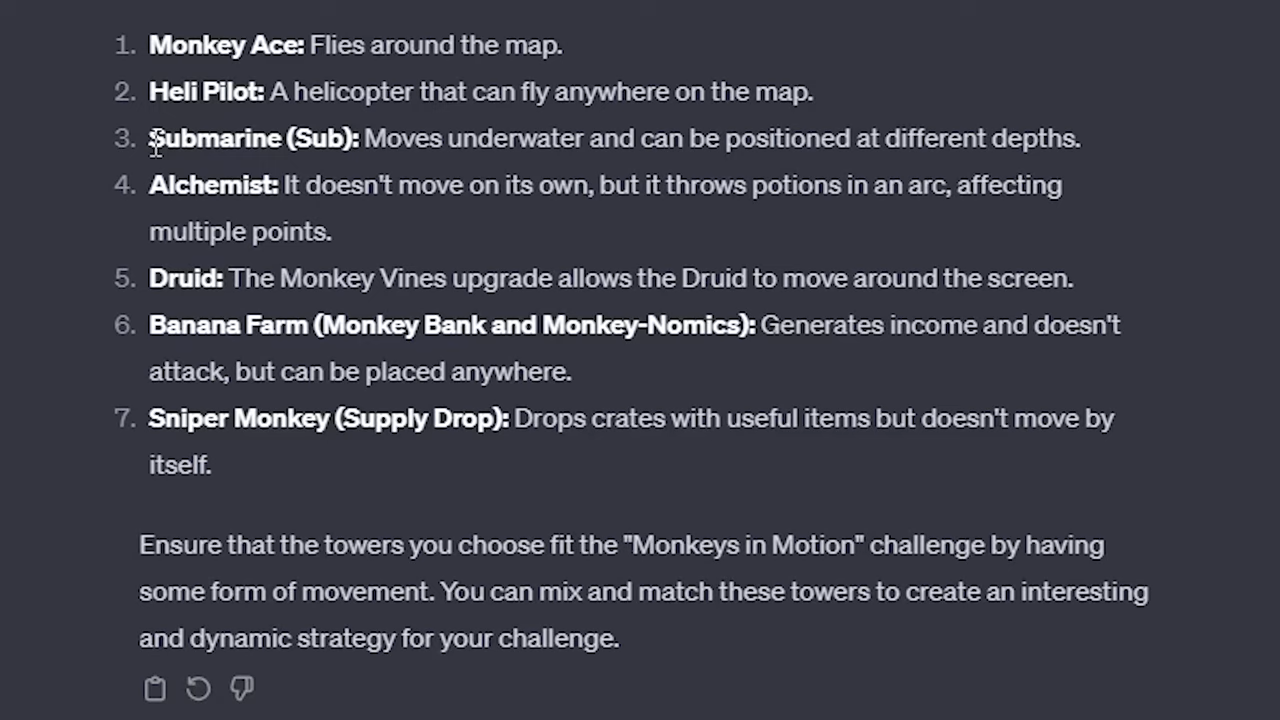 1. Monkey Ace: Flies around the map.
2. Heli Pilot: A helicopter that can fly anywhere on the map.
3. Submarine (Sub): Moves underwater and can be positioned at different depths.
4. Alchemist: It doesn't move on its own, but it throws potions in an arc, affecting
multiple points.
5. Druid: The Monkey Vines upgrade allows the Druid to move around the screen.
6. Banana Farm (Monkey Bank and Monkey-Nomics): Generates income and doesn't
attack, but can be placed anywhere.
7. Sniper Monkey (Supply Drop): Drops crates with useful items but doesn't move by
itself.
Ensure that the towers you choose fit the "Monkeys in Motion" challenge by having
some form of movement. You can mix and match these towers to create an interesting
and dynamic strategy for your challenge.